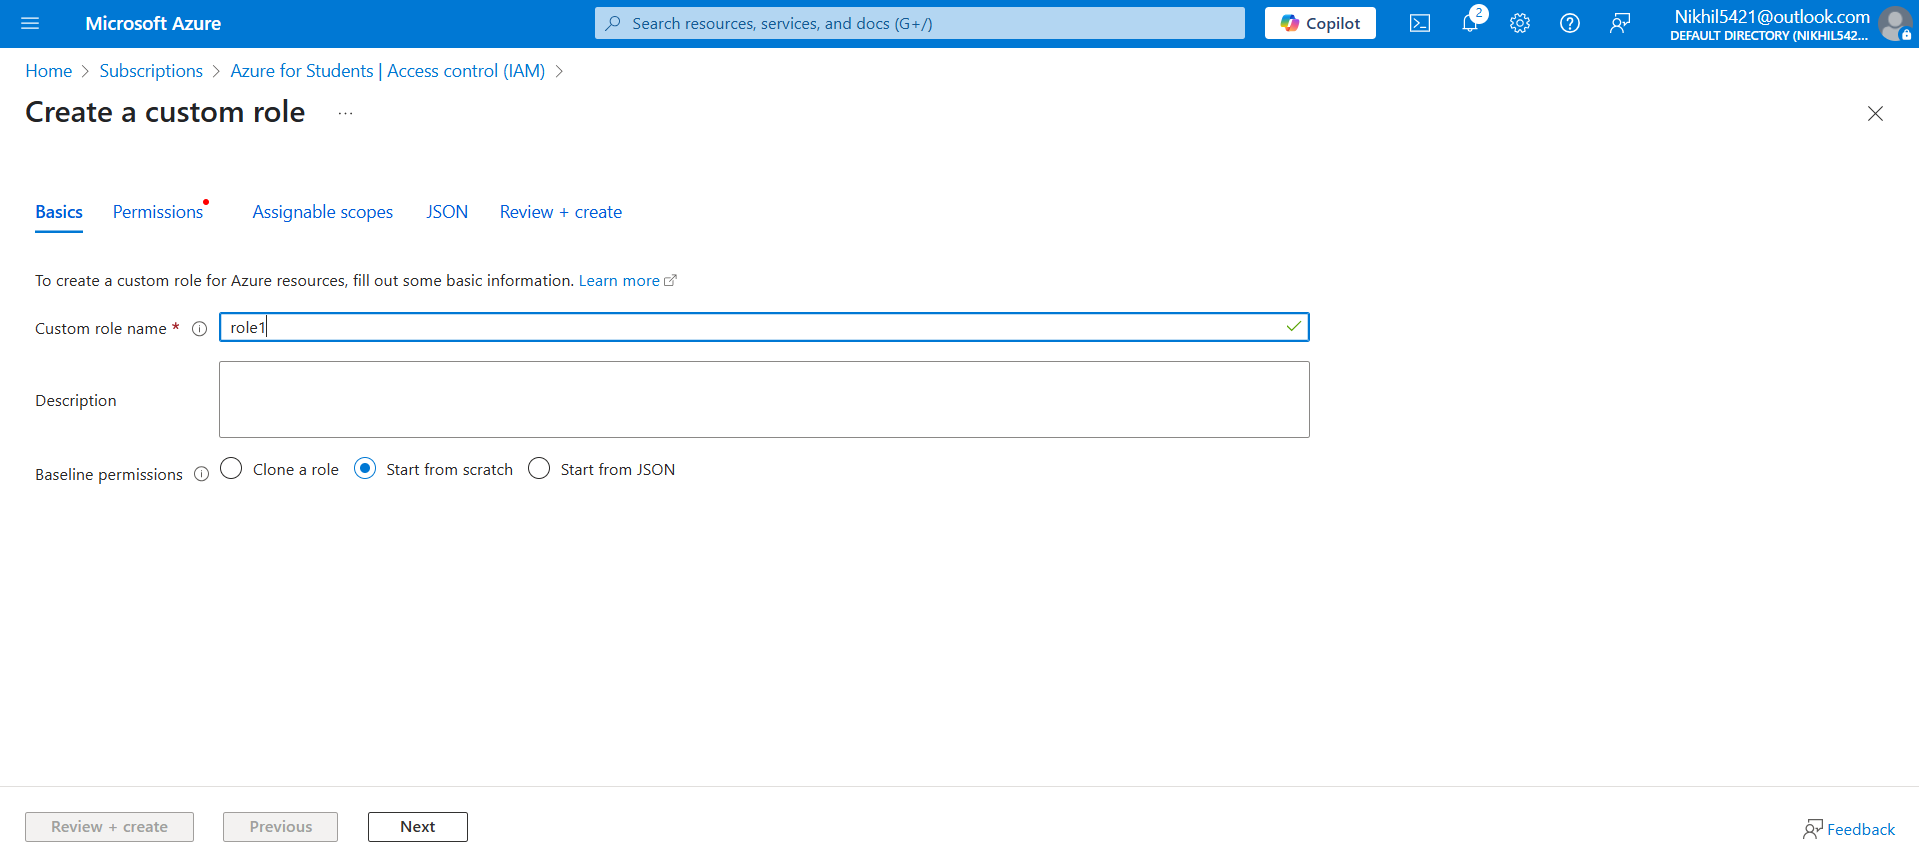 Microsoft Azure
Search resources, services, and docs (G+/)
Copilot
2
Nikhil5421@outlook.com
DEFAULT DIRECTORY (NIKHIL542...
Home > Subscriptions > Azure for Students | Access control (IAM) >
Create a custom role ...
Basics Permissions Assignable scopes JSON Review + create
To create a custom role for Azure resources, fill out some basic information. Learn more
Custom role name * role1
Description
Baseline permissions Clone a role Start from scratch Start from JSON
Review + create Previous Next
Feedback